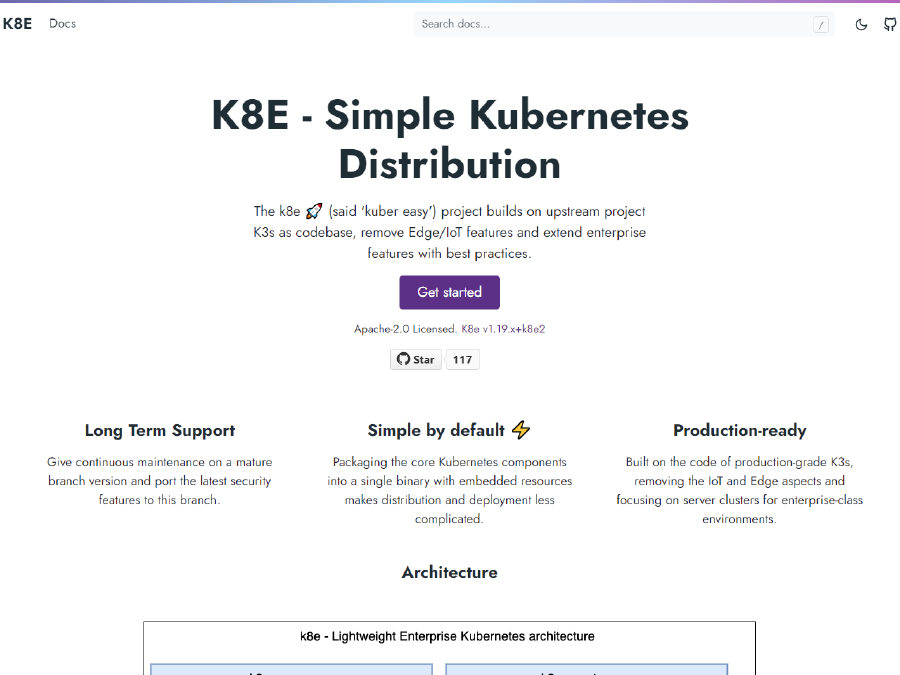 K8E Docs Search docs... /
K8E - Simple Kubernetes
Distribution
The k8e 🚀 (said ‘kuber easy’) project builds on upstream project
K3s as codebase, remove Edge/IoT features and extend enterprise
features with best practices.
Get started
Apache-2.0 Licensed. K8e v1.19.x+k8e2
Star 117
Long Term Support
Give continuous maintenance on a mature
branch version and port the latest security
features to this branch.
Simple by default ⚡
Packaging the core Kubernetes components
into a single binary with embedded resources
makes distribution and deployment less
complicated.
Production-ready
Built on the code of production-grade K3s,
removing the IoT and Edge aspects and
focusing on server clusters for enterprise-class
environments.
Architecture
k8e - Lightweight Enterprise Kubernetes architecture